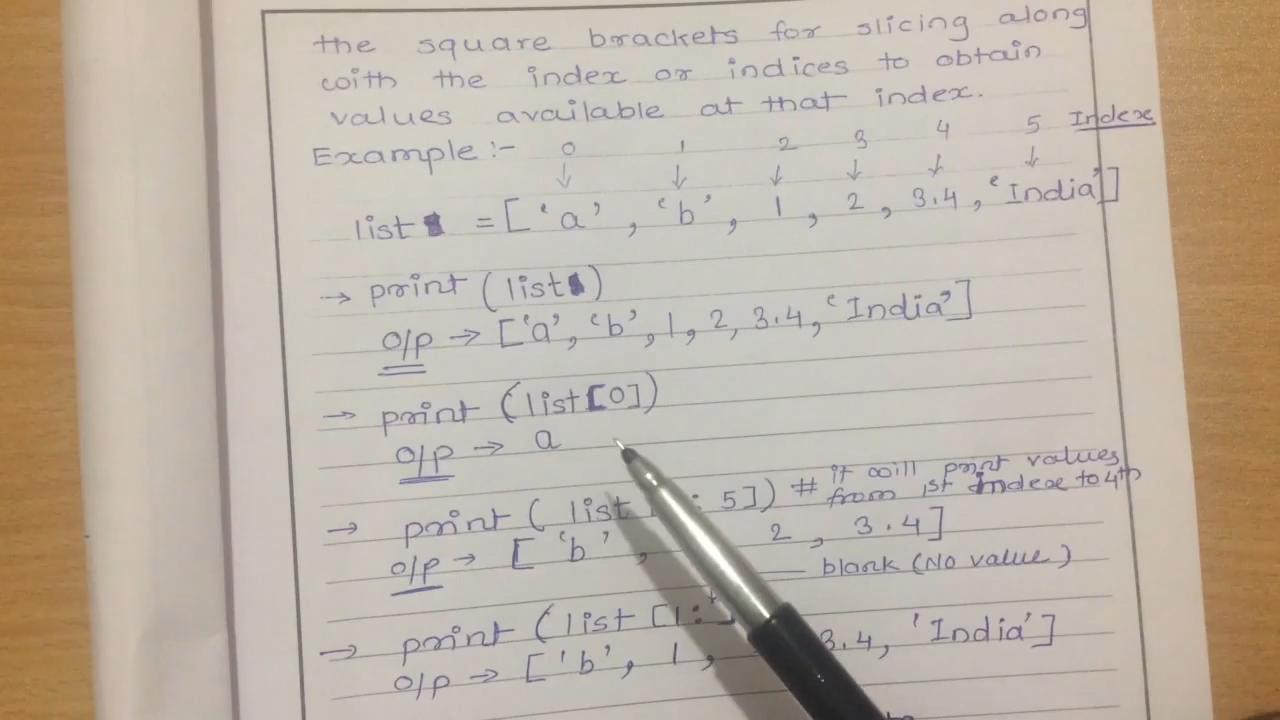 the square brackets for slicing along
with the index or indices to obtain
values available at that index.
Example :- 0 1 2 3 4 5 Index
list = ['a', 'b', 1, 2, 3.4, 'India']
→ print (list)
o/p → ['a', 'b', 1, 2, 3.4, 'India']
→ print (list[0])
o/p → a
→ print ( list : 5]) # it will print values
from 1st Index to 4th
o/p → ['b', 2, 3.4]
blank (No value)
→ print (list [1:
o/p → ['b', 1, 3.4, 'India']